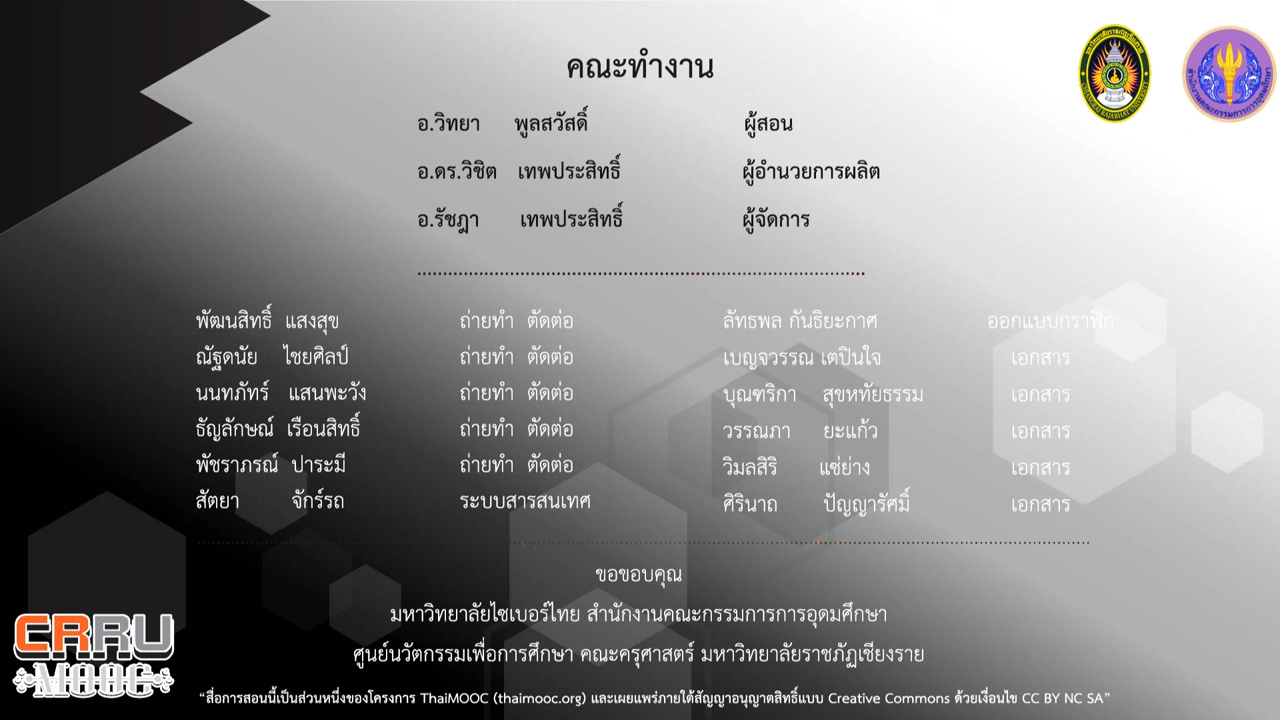 คณะทำงาน
อ.วิทยา พูลสวัสดิ์ ผู้สอน
อ.ดร.วิชิต เทพประสิทธิ์ ผู้อำนวยการผลิต
อ.รัชฎา เทพประสิทธิ์ ผู้จัดการ
พัฒนสิทธิ์ แสงสุข ถ่ายทำ ตัดต่อ ลัทธพล กันธิยะกาศ ออกแบบกราฟิก
ณัฐดนัย ไชยศิลป์ ถ่ายทำ ตัดต่อ เบญจวรรณ เตปินใจ เอกสาร
นนทภัทร์ แสนพะวัง ถ่ายทำ ตัดต่อ บุณฑริกา สุขหทัยธรรม เอกสาร
ธัญลักษณ์ เรือนสิทธิ์ ถ่ายทำ ตัดต่อ วรรณภา ยะแก้ว เอกสาร
พัชราภรณ์ ปาระมี ถ่ายทำ ตัดต่อ วิมลสิริ แซ่ย่าง เอกสาร
สัตยา จักร์รถ ระบบสารสนเทศ ศิรินาถ ปัญญารัศมิ์ เอกสาร
ขอขอบคุณ
มหาวิทยาลัยไซเบอร์ไทย สำนักงานคณะกรรมการการอุดมศึกษา
ศูนย์นวัตกรรมเพื่อการศึกษา คณะครุศาสตร์ มหาวิทยาลัยราชภัฏเชียงราย
CRRU
MOOC
“สื่อการสอนนี้เป็นส่วนหนึ่งของโครงการ ThaiMOOC (thaimooc.org) และเผยแพร่ภายใต้สัญญาอนุญาตสิทธิ์แบบ Creative Commons ด้วยเงื่อนไข CC BY NC SA”